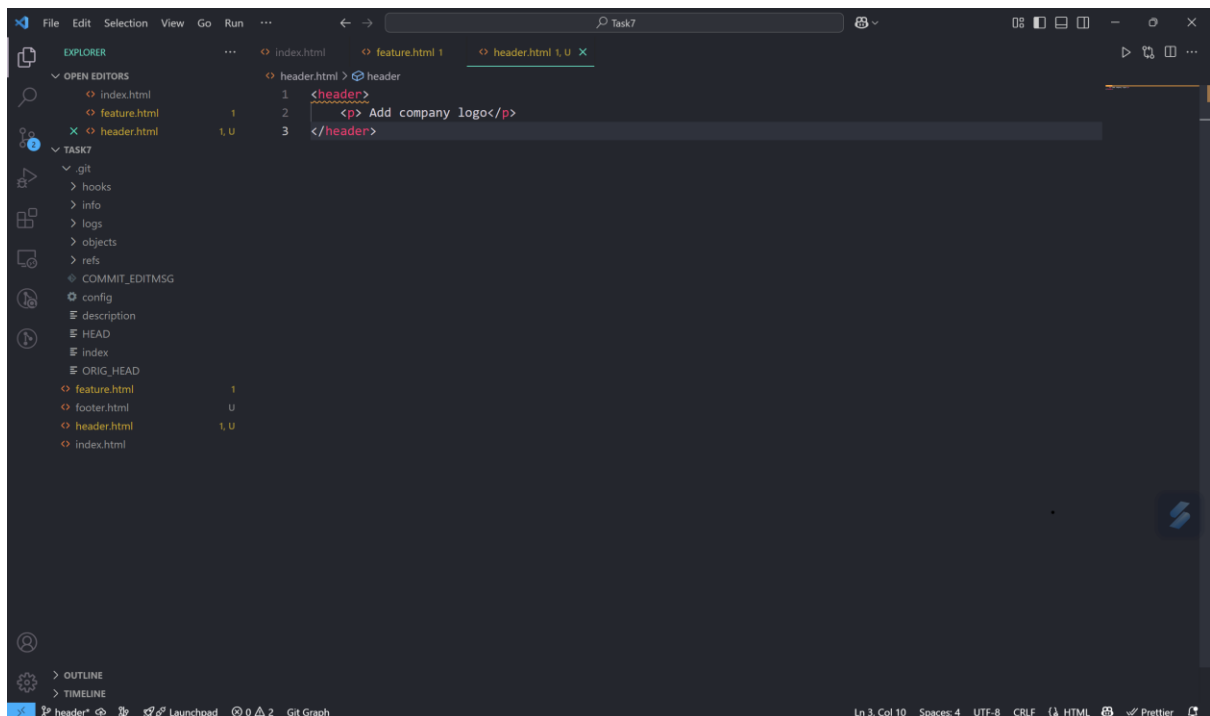 File Edit Selection View Go Run ··· Task7
EXPLORER ···
index.html feature.html 1 header.html 1, U
OPEN EDITORS
index.html
feature.html 1
header.html 1, U
TASK7
.git
hooks
info
logs
objects
refs
COMMIT_EDITMSG
config
description
HEAD
index
ORIG_HEAD
feature.html 1
footer.html U
header.html 1, U
index.html
OUTLINE
TIMELINE
2
header.html > header
1 <header>
2 <p> Add company logo</p>
3 </header>
header* Launchpad 0 2 Git Graph Ln 3, Col 10 Spaces: 4 UTF-8 CRLF HTML Prettier